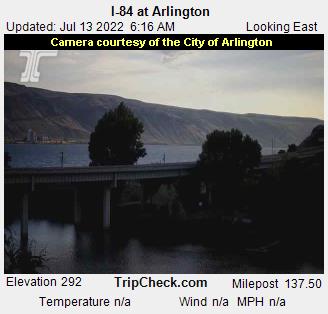 I-84 at Arlington
Updated: Jul 13 2022 6:16 AM Looking East
Camera courtesy of the City of Arlington
Elevation 292 TripCheck.com Milepost 137.50
Temperature n/a Wind n/a MPH n/a